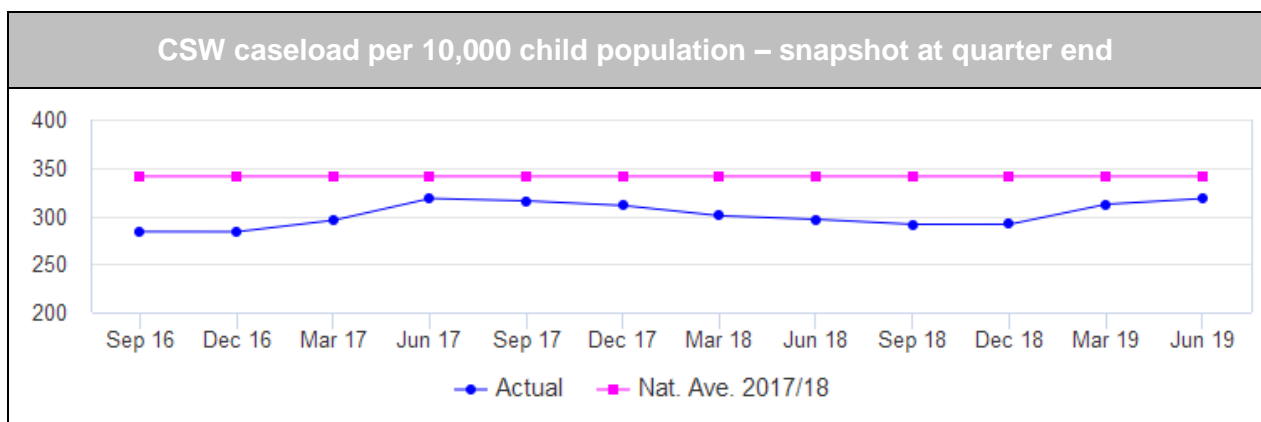 CSW caseload per 10,000 child population – snapshot at quarter end
400
350
300
250
200
Sep 16 Dec 16 Mar 17 Jun 17 Sep 17 Dec 17 Mar 18 Jun 18 Sep 18 Dec 18 Mar 19 Jun 19
Actual Nat. Ave. 2017/18